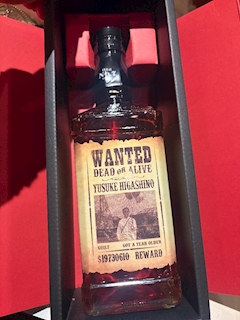 WANTED
DEAD OR ALIVE
YUSUKE HIGASHINO
GUILT
GOT A YEAR OLDER
$19730610 REWARD